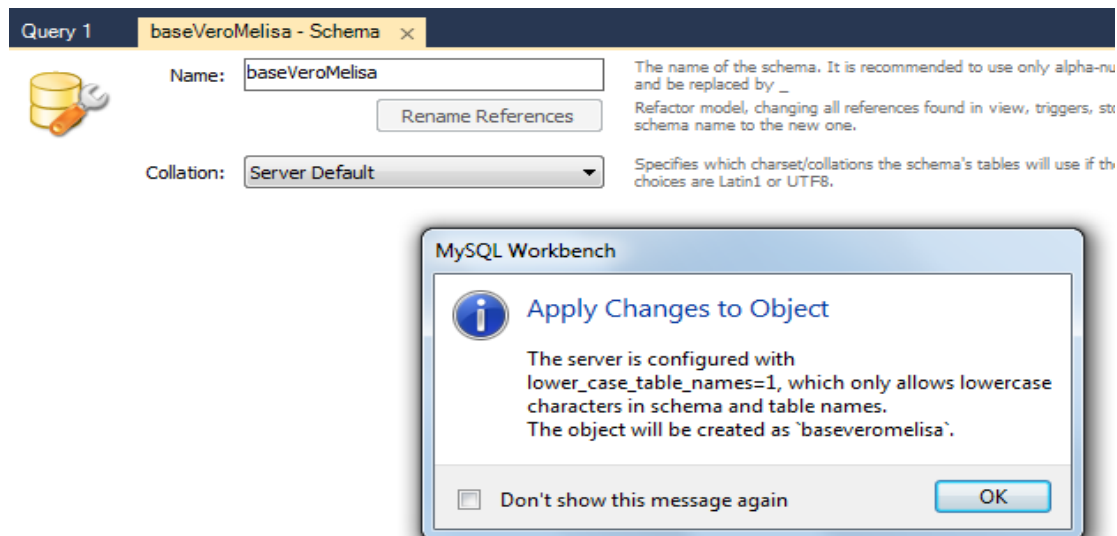 Query 1
baseVeroMelisa - Schema
Name:
baseVeroMelisa
The name of the schema. It is recommended to use only alpha-nu
and be replaced by _
Rename References
Refactor model, changing all references found in view, triggers, sto
schema name to the new one.
Collation:
Server Default
Specifies which charset/collations the schema's tables will use if the
choices are Latin1 or UTF8.
MySQL Workbench
Apply Changes to Object
The server is configured with
lower_case_table_names=1, which only allows lowercase
characters in schema and table names.
The object will be created as `baseveromelisa`.
Don't show this message again
OK